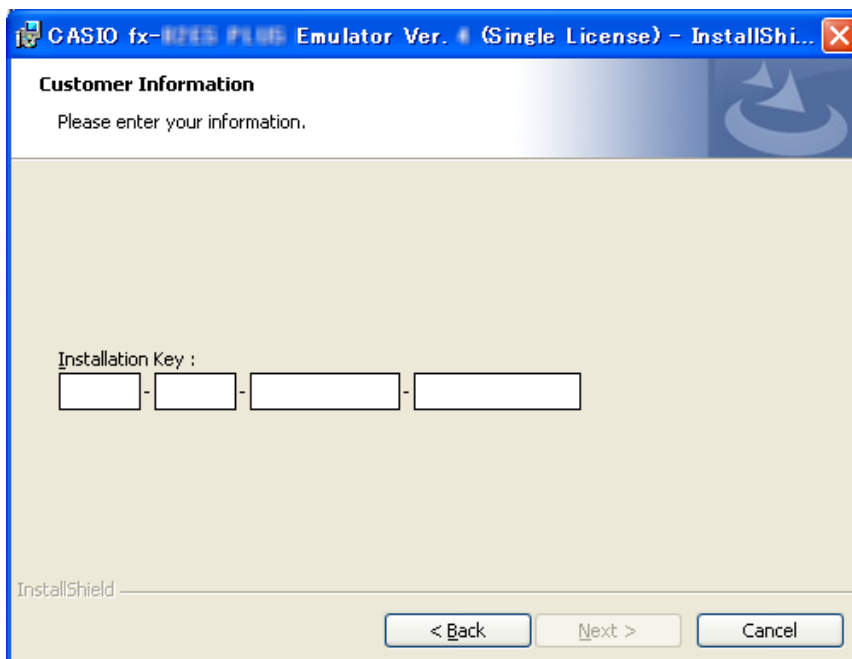 CASIO fx- Emulator Ver. (Single License) - InstallShi...
Customer Information
Please enter your information.
Installation Key :
- - -
InstallShield
< Back Next > Cancel